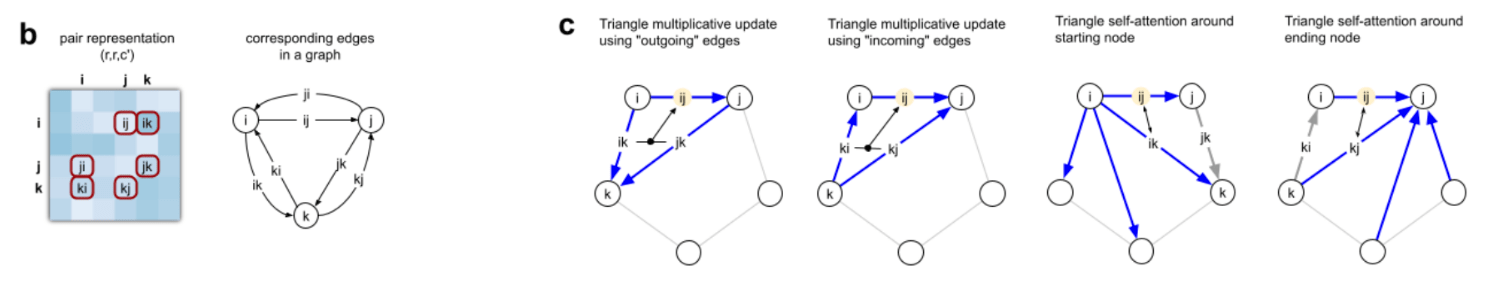 b
pair representation
(r,r,c')
i j k
i
j
k
ij ik
ji jk
ki kj
corresponding edges
in a graph
ji
i ij j
ki jk
ik kj
k
c
Triangle multiplicative update
using "outgoing" edges
i ij j
ik jk
k
Triangle multiplicative update
using "incoming" edges
i ij j
ki kj
k
Triangle self-attention around
starting node
i ij j
ik jk
k
Triangle self-attention around
ending node
i ij j
ki kj
k